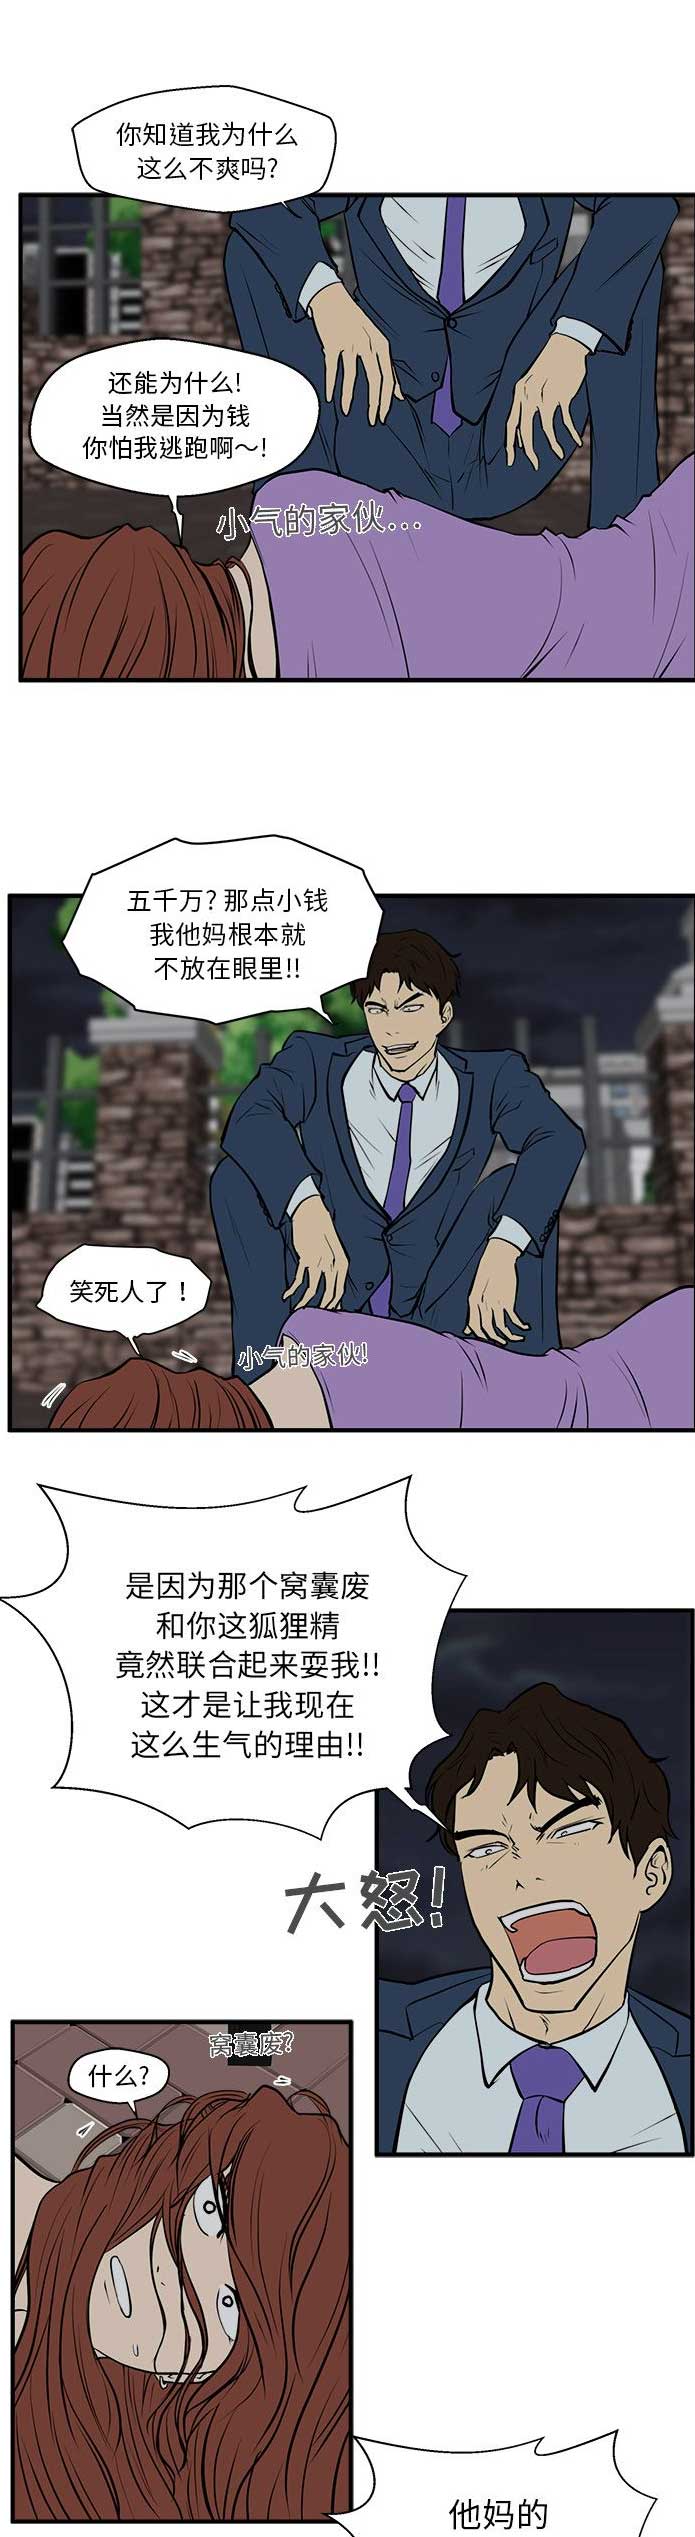 你知道我为什么
这么不爽吗?
还能为什么!
当然是因为钱
你怕我逃跑啊~!
小气的家伙...
五千万? 那点小钱
我他妈根本就
不放在眼里!!
笑死人了！
小气的家伙!
是因为那个窝囊废
和你这狐狸精
竟然联合起来耍我!!
这才是让我现在
这么生气的理由!!
大怒!
窝囊废?
什么?
他妈的